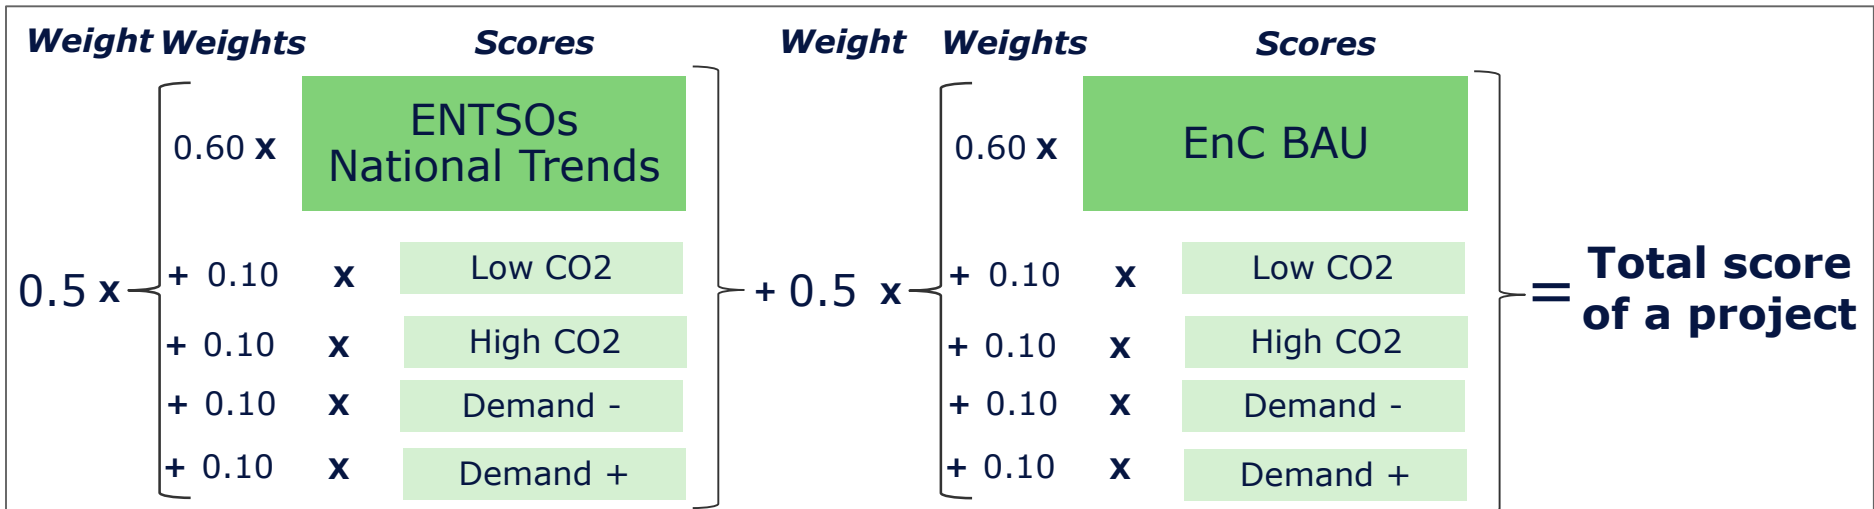 Weight Weights Scores Weight Weights Scores
0.60 x ENTSOs National Trends 0.60 x EnC BAU
0.5 x + 0.10 x Low CO2 + 0.5 x + 0.10 x Low CO2 = Total score of a project
+ 0.10 x High CO2 + 0.10 x High CO2
+ 0.10 x Demand - + 0.10 x Demand -
+ 0.10 x Demand + + 0.10 x Demand +